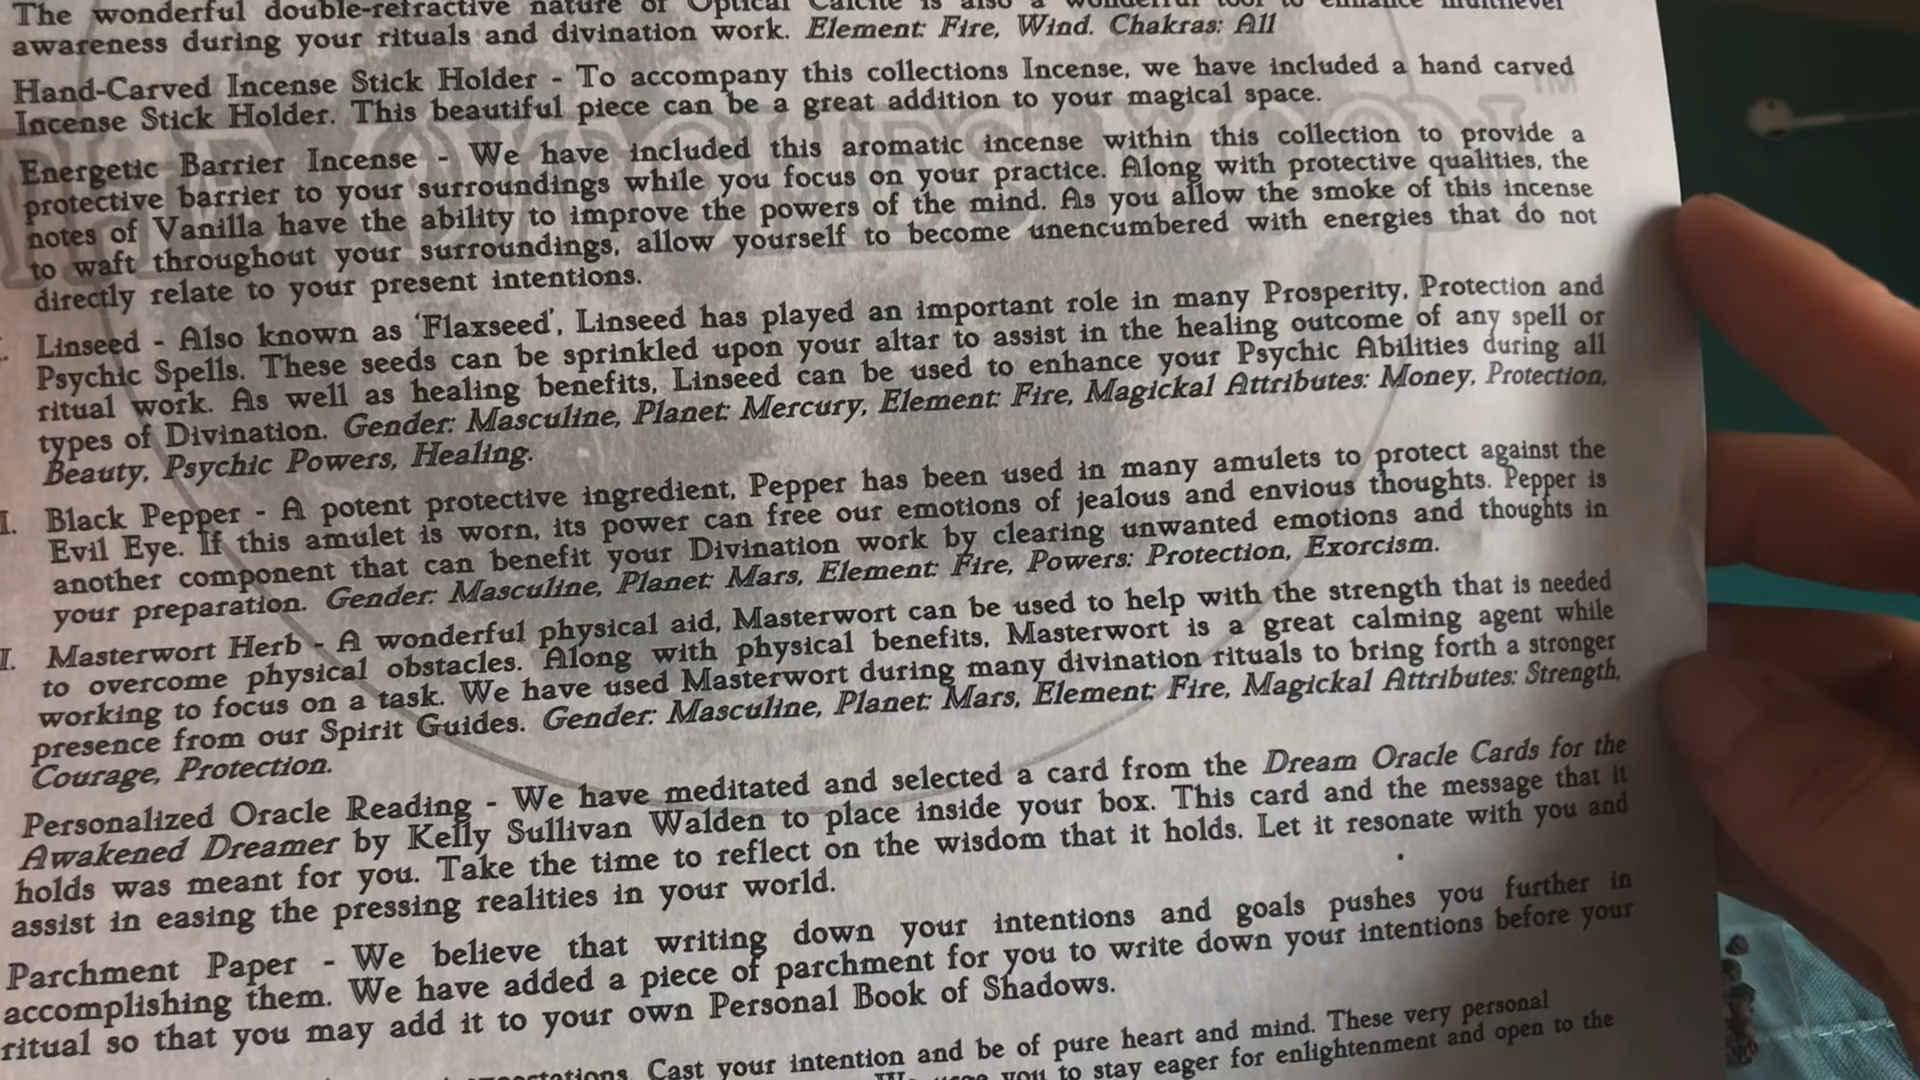 The wonderful double-refractive nature of Optical Calcite is also a wonderful tool to enhance multilevel
awareness during your rituals and divination work. Element: Fire, Wind. Chakras: All
Hand-Carved Incense Stick Holder - To accompany this collections Incense, we have included a hand carved
Incense Stick Holder. This beautiful piece can be a great addition to your magical space.
Energetic Barrier Incense - We have included this aromatic incense within this collection to provide a
protective barrier to your surroundings while you focus on your practice. Along with protective qualities, the
notes of Vanilla have the ability to improve the powers of the mind. As you allow the smoke of this incense
to waft throughout your surroundings, allow yourself to become unencumbered with energies that do not
directly relate to your present intentions.
Linseed - Also known as ‘Flaxseed’, Linseed has played an important role in many Prosperity, Protection and
Psychic Spells. These seeds can be sprinkled upon your altar to assist in the healing outcome of any spell or
ritual work. As well as healing benefits, Linseed can be used to enhance your Psychic Abilities during all
types of Divination. Gender: Masculine, Planet: Mercury, Element: Fire, Magickal Attributes: Money, Protection,
Beauty, Psychic Powers, Healing.
I. Black Pepper - A potent protective ingredient, Pepper has been used in many amulets to protect against the
Evil Eye. If this amulet is worn, its power can free our emotions of jealous and envious thoughts. Pepper is
another component that can benefit your Divination work by clearing unwanted emotions and thoughts in
your preparation. Gender: Masculine, Planet: Mars, Element: Fire, Powers: Protection, Exorcism.
I. Masterwort Herb - A wonderful physical aid, Masterwort can be used to help with the strength that is needed
to overcome physical obstacles. Along with physical benefits, Masterwort is a great calming agent while
working to focus on a task. We have used Masterwort during many divination rituals to bring forth a stronger
presence from our Spirit Guides. Gender: Masculine, Planet: Mars, Element: Fire, Magickal Attributes: Strength,
Courage, Protection.
Personalized Oracle Reading - We have meditated and selected a card from the Dream Oracle Cards for the
Awakened Dreamer by Kelly Sullivan Walden to place inside your box. This card and the message that it
holds was meant for you. Take the time to reflect on the wisdom that it holds. Let it resonate with you and
assist in easing the pressing realities in your world.
Parchment Paper - We believe that writing down your intentions and goals pushes you further in
accomplishing them. We have added a piece of parchment for you to write down your intentions before your
ritual so that you may add it to your own Personal Book of Shadows.
Cast your intention and be of pure heart and mind. These very personal
you to stay eager for enlightenment and open to the